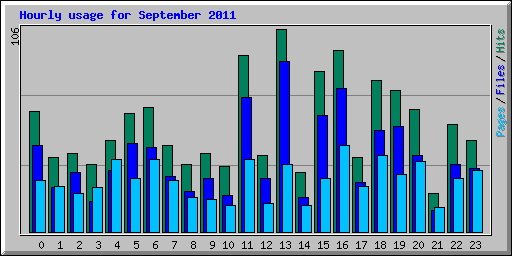 Hourly usage for September 2011
106
Pages / Files / Hits
0 1 2 3 4 5 6 7 8 9 10 11 12 13 14 15 16 17 18 19 20 21 22 23